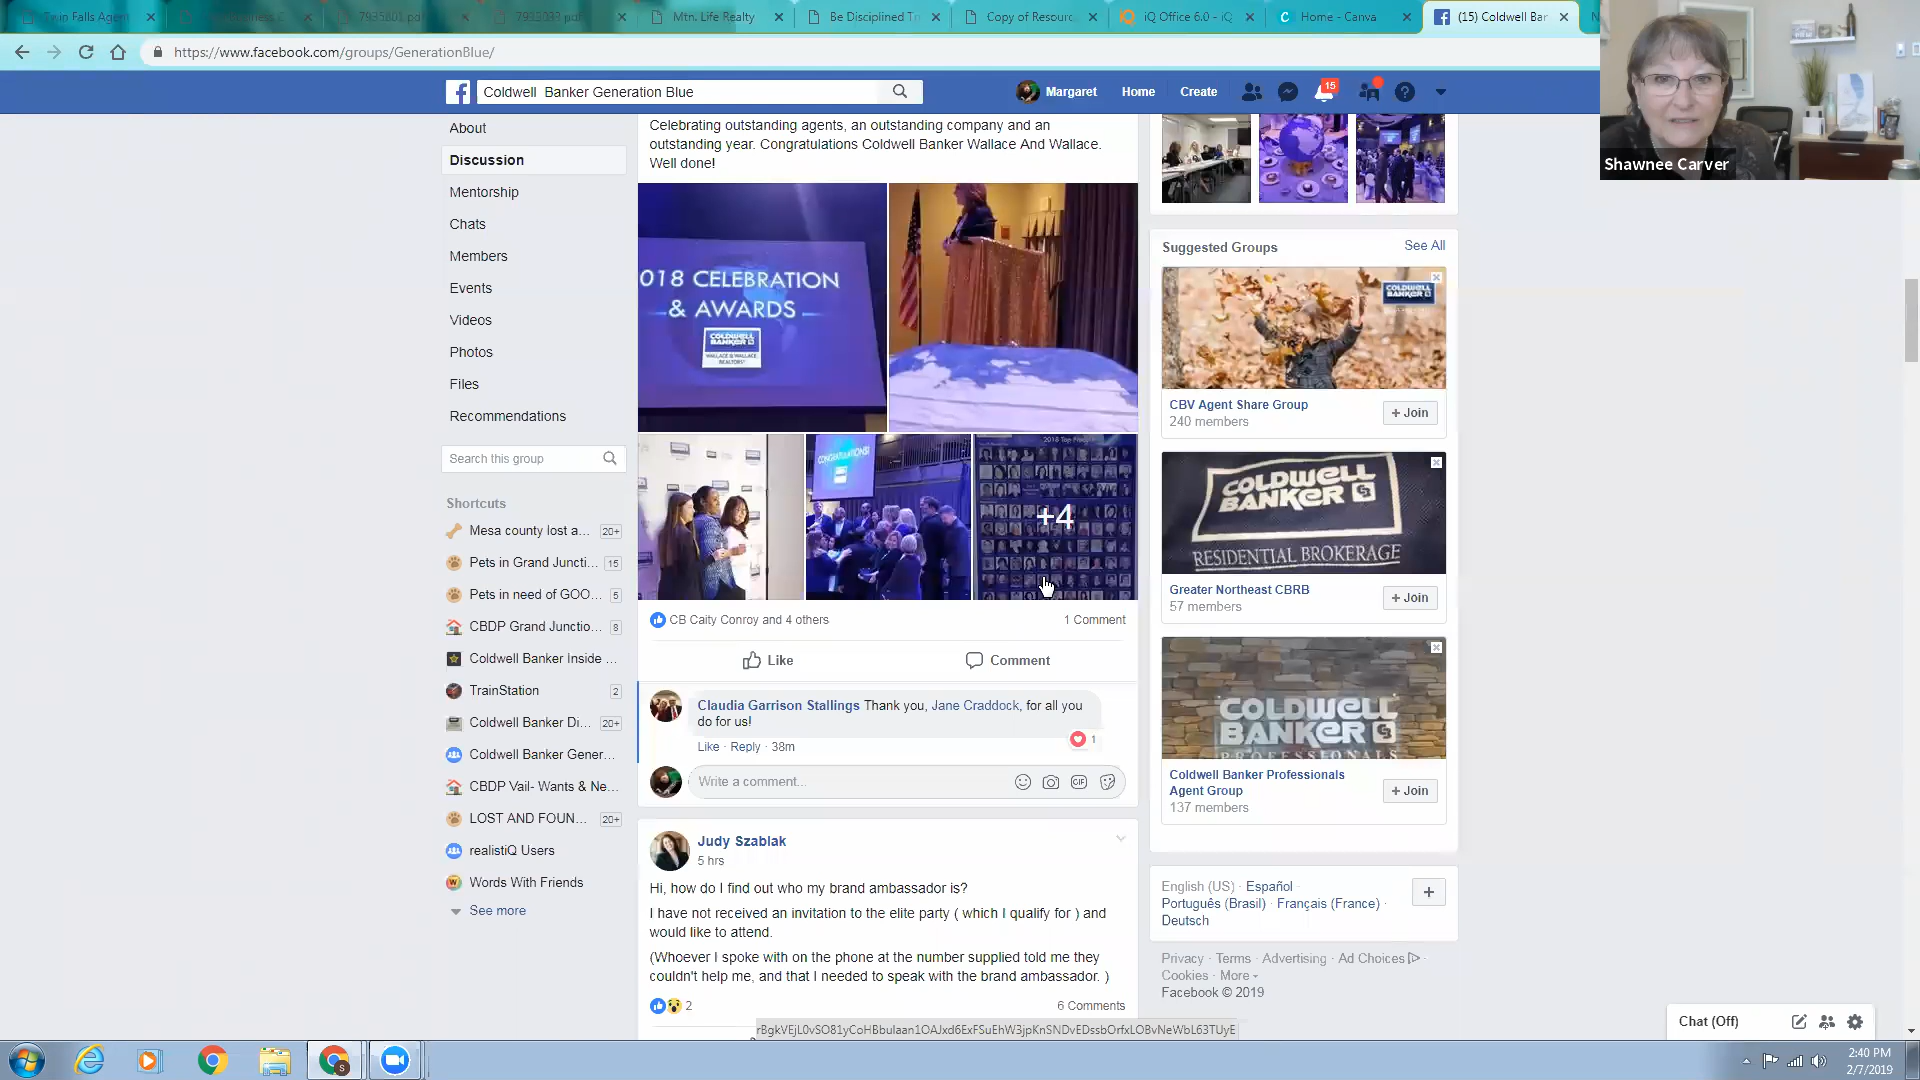 7935801.pdf
Mtn. Life Realty
Be Disciplined Tr
Copy of Resourc
iQ Office 6.0 - iQ
Home - Canva
(15) Coldwell Ban
https://www.facebook.com/groups/GenerationBlue/
Coldwell Banker Generation Blue
Margaret
Home
Create
15
Shawnee Carver
About
Discussion
Mentorship
Chats
Members
Events
Videos
Photos
Files
Recommendations
Search this group
Shortcuts
Mesa county lost a... 20+
Pets in Grand Juncti... 15
Pets in need of GOO... 5
CBDP Grand Junctio... 8
Coldwell Banker Inside ...
TrainStation 2
Coldwell Banker Di... 20+
Coldwell Banker Gener...
CBDP Vail- Wants & Ne...
LOST AND FOUN... 20+
realistiQ Users
Words With Friends
See more
Celebrating outstanding agents, an outstanding company and an
outstanding year. Congratulations Coldwell Banker Wallace And Wallace.
Well done!
018 CELEBRATION
& AWARDS
COLDWELL
BANKER
WALLACE & WALLACE
REALTORS
CONGRATULATIONS!
2018 Top
+4
CB Caity Conroy and 4 others
1 Comment
Like
Comment
Claudia Garrison Stallings Thank you, Jane Craddock, for all you
do for us!
Like · Reply · 38m
1
Write a comment...
GIF
Judy Szablak
5 hrs
Hi, how do I find out who my brand ambassador is?
I have not received an invitation to the elite party ( which I qualify for ) and
would like to attend.
(Whoever I spoke with on the phone at the number supplied told me they
couldn't help me, and that I needed to speak with the brand ambassador. )
2
6 Comments
Suggested Groups
See All
COLDWELL
BANKER
CBV Agent Share Group
240 members
+ Join
COLDWELL
BANKER
RESIDENTIAL BROKERAGE
Greater Northeast CBRB
57 members
+ Join
COLDWELL
BANKER
PROFESSIONALS
Coldwell Banker Professionals
Agent Group
137 members
+ Join
English (US) · Español ·
Português (Brasil) · Français (France) ·
Deutsch
Privacy · Terms · Advertising · Ad Choices ·
Cookies · More
Facebook © 2019
Chat (Off)
2:40 PM
2/7/2019